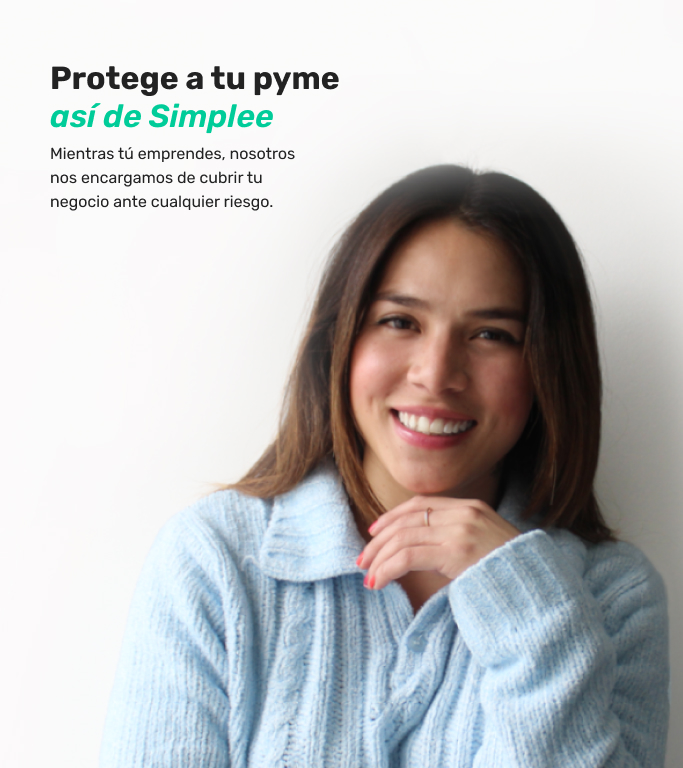 Protege a tu pyme
así de Simplee
Mientras tú emprendes, nosotros
nos encargamos de cubrir tu
negocio ante cualquier riesgo.